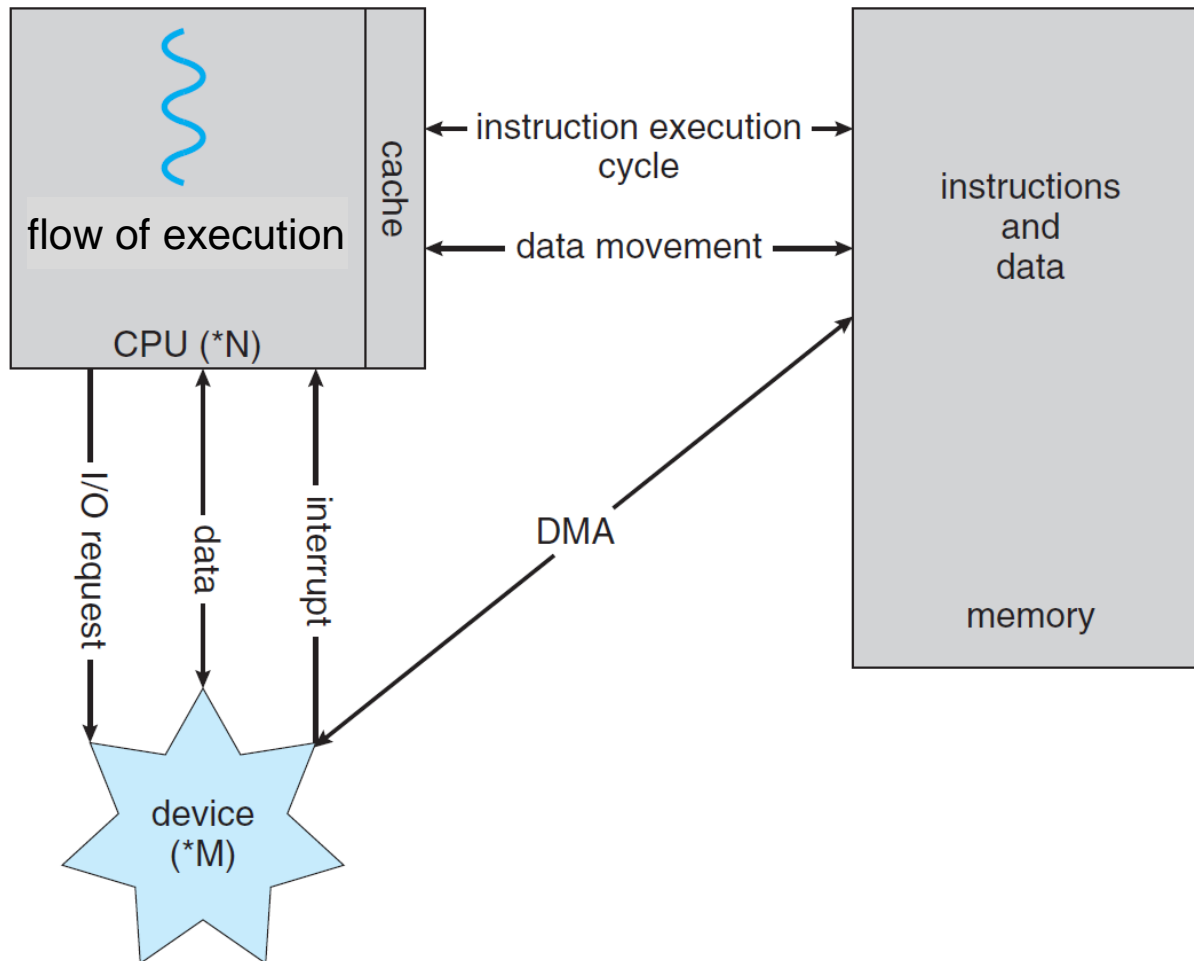 flow of execution
CPU (*N)
cache
instruction execution
cycle
data movement
instructions
and
data
memory
I/O request
data
interrupt
DMA
device
(*M)